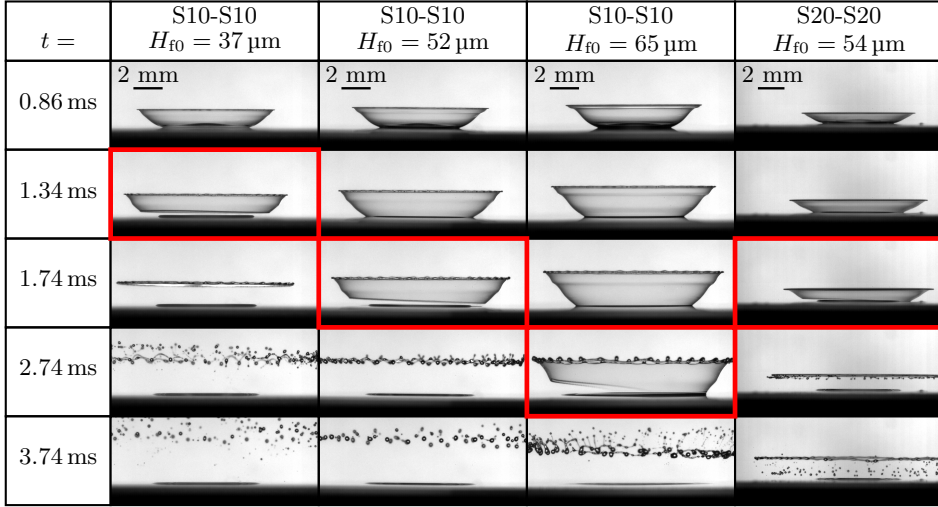 t =
S10-S10
H_f0 = 37 µm
S10-S10
H_f0 = 52 µm
S10-S10
H_f0 = 65 µm
S20-S20
H_f0 = 54 µm
0.86 ms
2 mm
2 mm
2 mm
2 mm
1.34 ms
1.74 ms
2.74 ms
3.74 ms